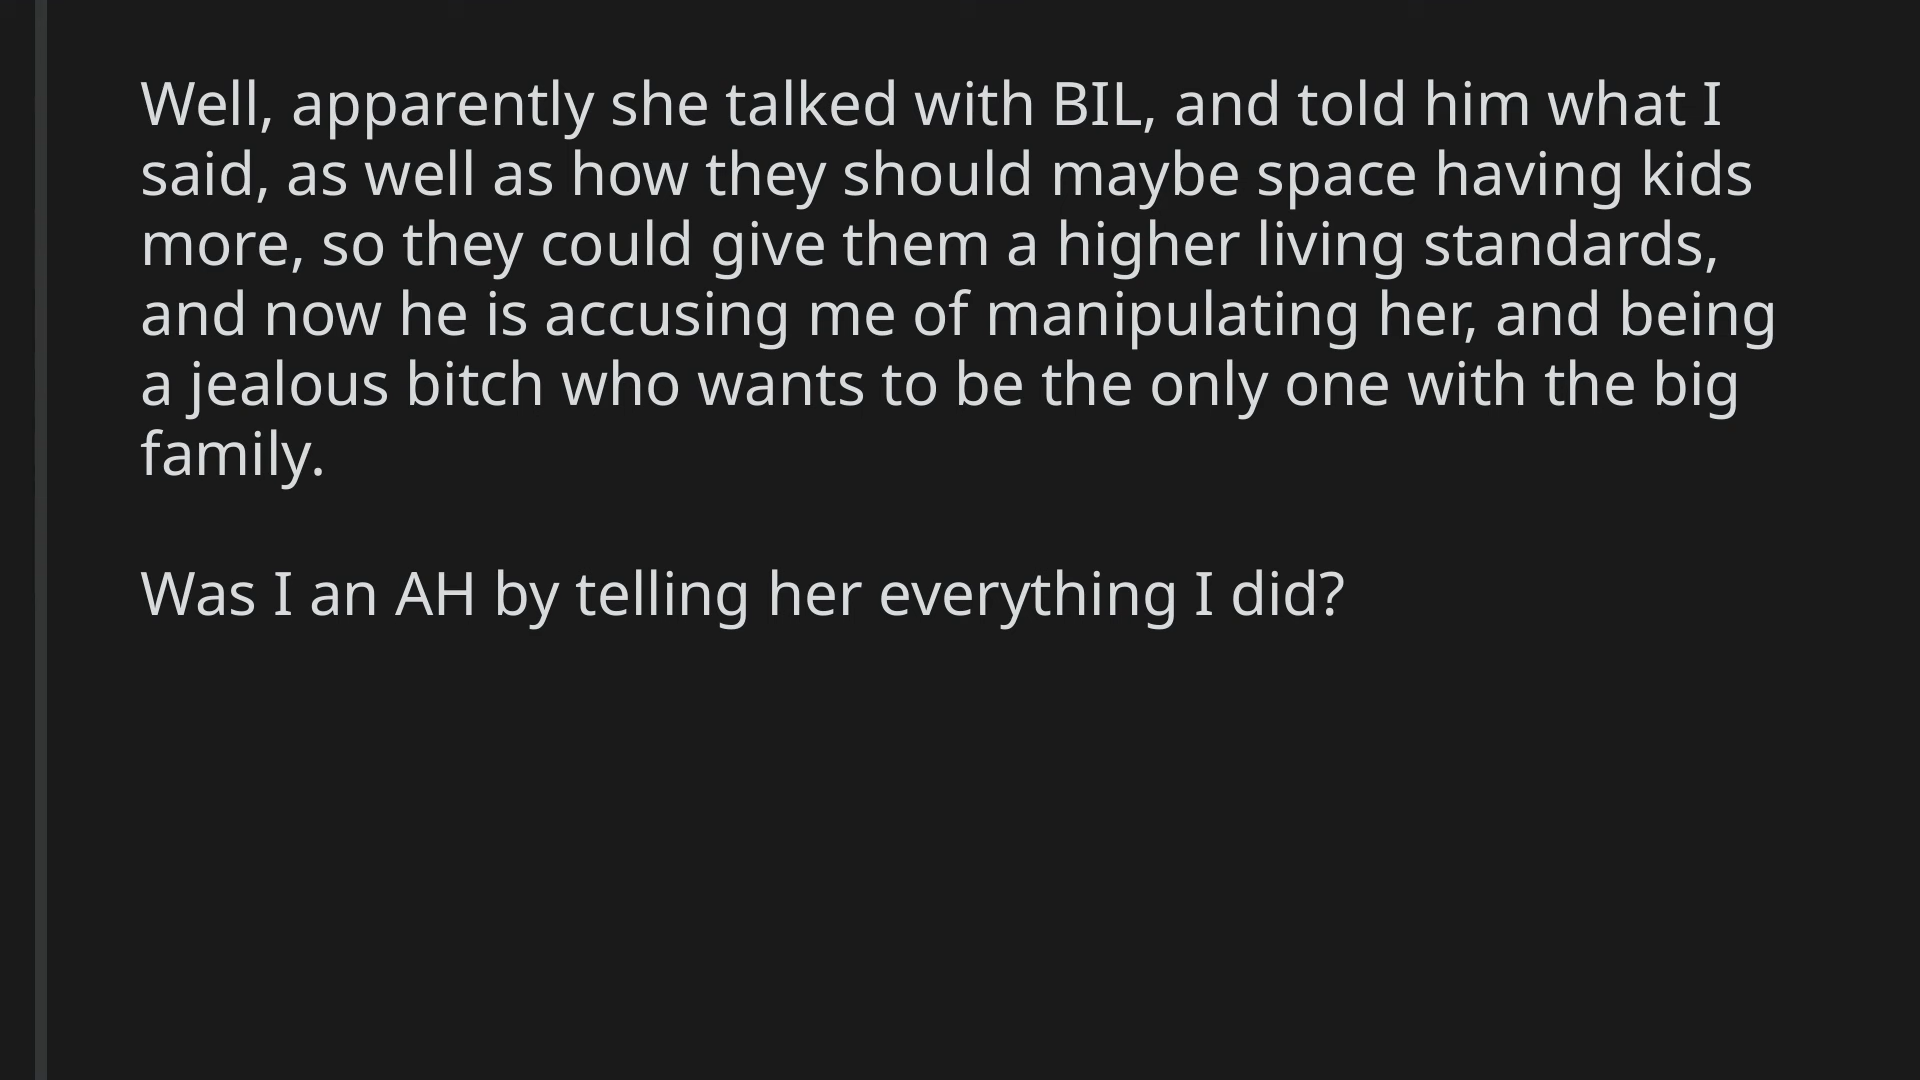 Well, apparently she talked with BIL, and told him what I
said, as well as how they should maybe space having kids
more, so they could give them a higher living standards,
and now he is accusing me of manipulating her, and being
a jealous bitch who wants to be the only one with the big
family.
Was I an AH by telling her everything I did?